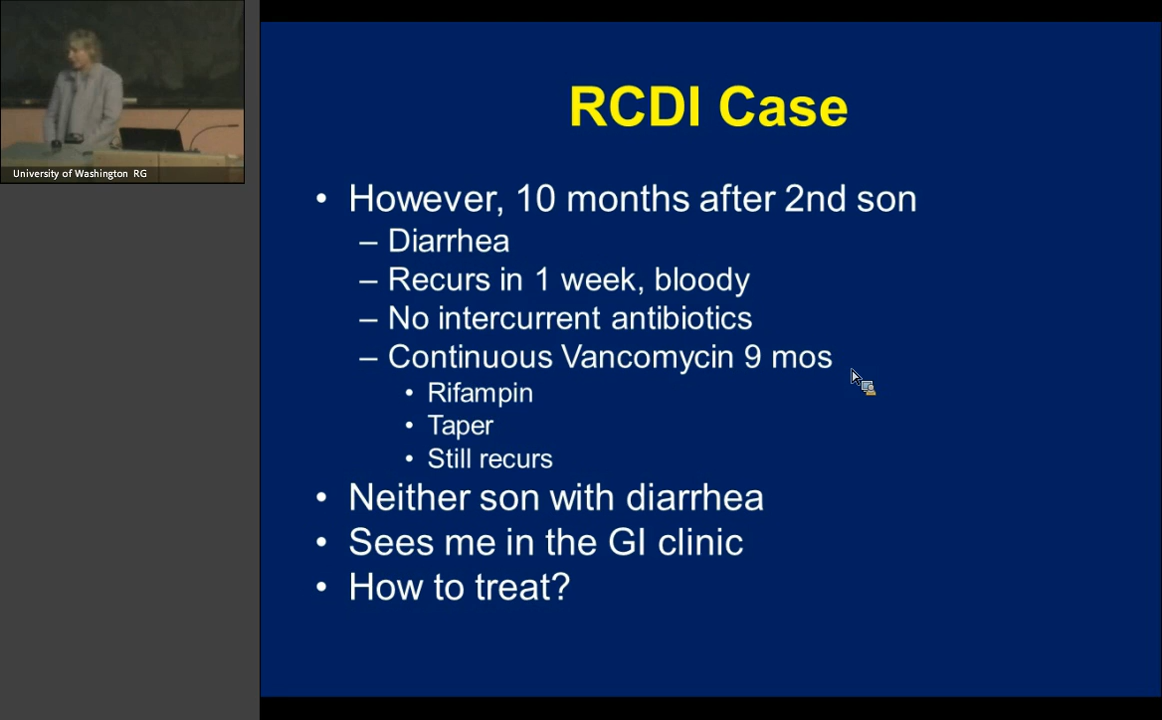 University of Washington RG
RCDI Case
• However, 10 months after 2nd son
– Diarrhea
– Recurs in 1 week, bloody
– No intercurrent antibiotics
– Continuous Vancomycin 9 mos
• Rifampin
• Taper
• Still recurs
• Neither son with diarrhea
• Sees me in the GI clinic
• How to treat?